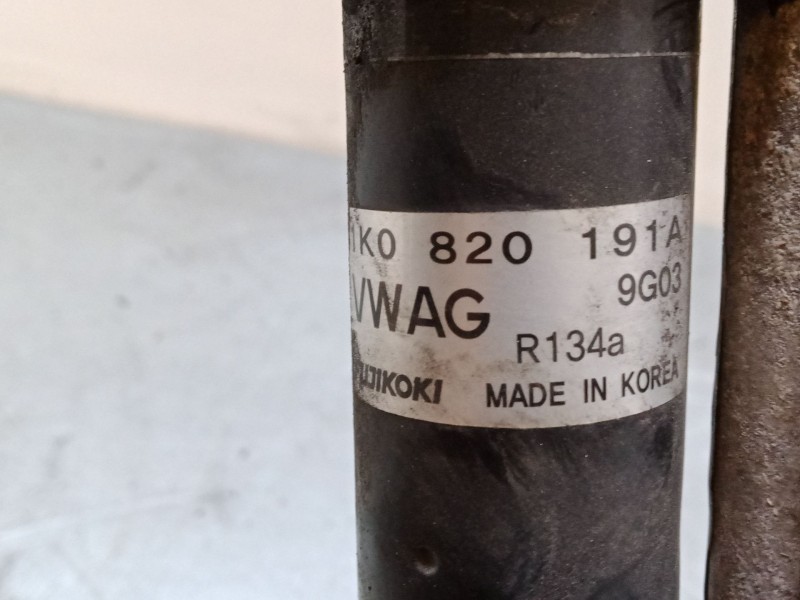 1K0 820 191A
9G03
VWAG
R134a
FUJIKOKI MADE IN KOREA